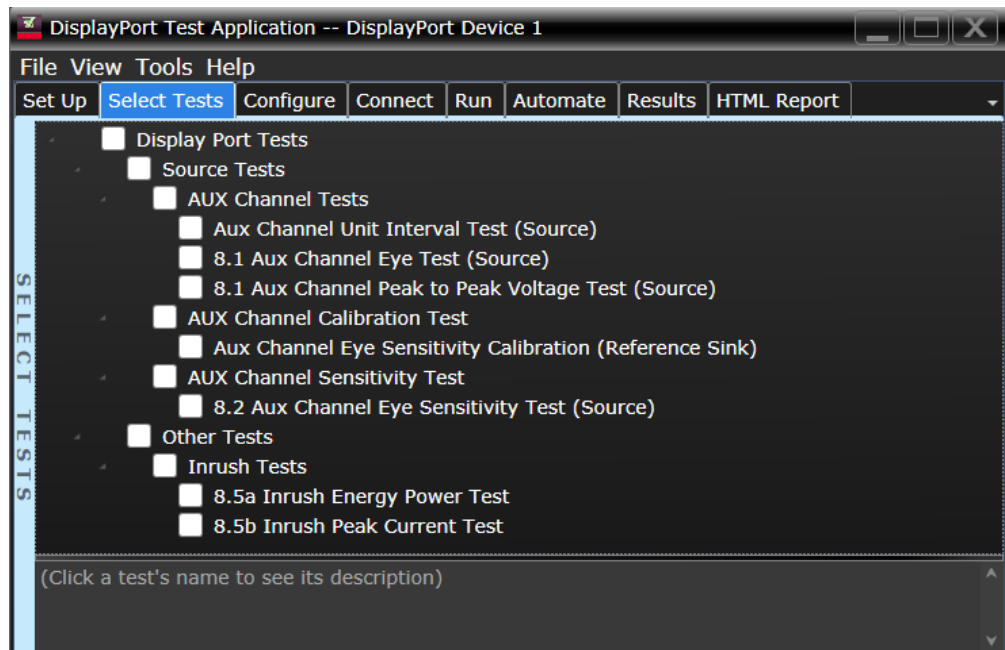 DisplayPort Test Application -- DisplayPort Device 1
File View Tools Help
Set Up Select Tests Configure Connect Run Automate Results HTML Report
SELECT TESTS
Display Port Tests
Source Tests
AUX Channel Tests
Aux Channel Unit Interval Test (Source)
8.1 Aux Channel Eye Test (Source)
8.1 Aux Channel Peak to Peak Voltage Test (Source)
AUX Channel Calibration Test
Aux Channel Eye Sensitivity Calibration (Reference Sink)
AUX Channel Sensitivity Test
8.2 Aux Channel Eye Sensitivity Test (Source)
Other Tests
Inrush Tests
8.5a Inrush Energy Power Test
8.5b Inrush Peak Current Test
(Click a test's name to see its description)